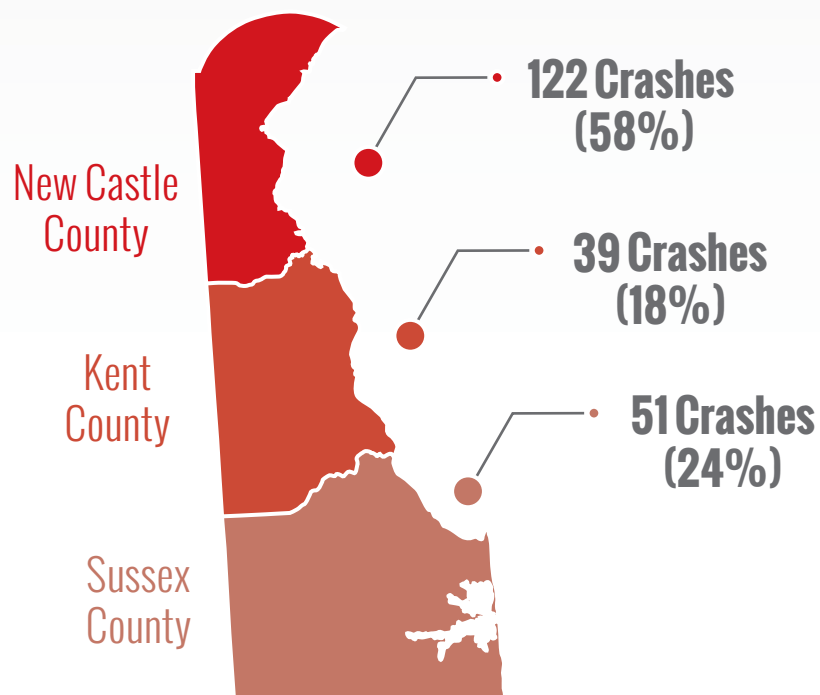 New Castle
County
122 Crashes
(58%)
Kent
County
39 Crashes
(18%)
Sussex
County
51 Crashes
(24%)